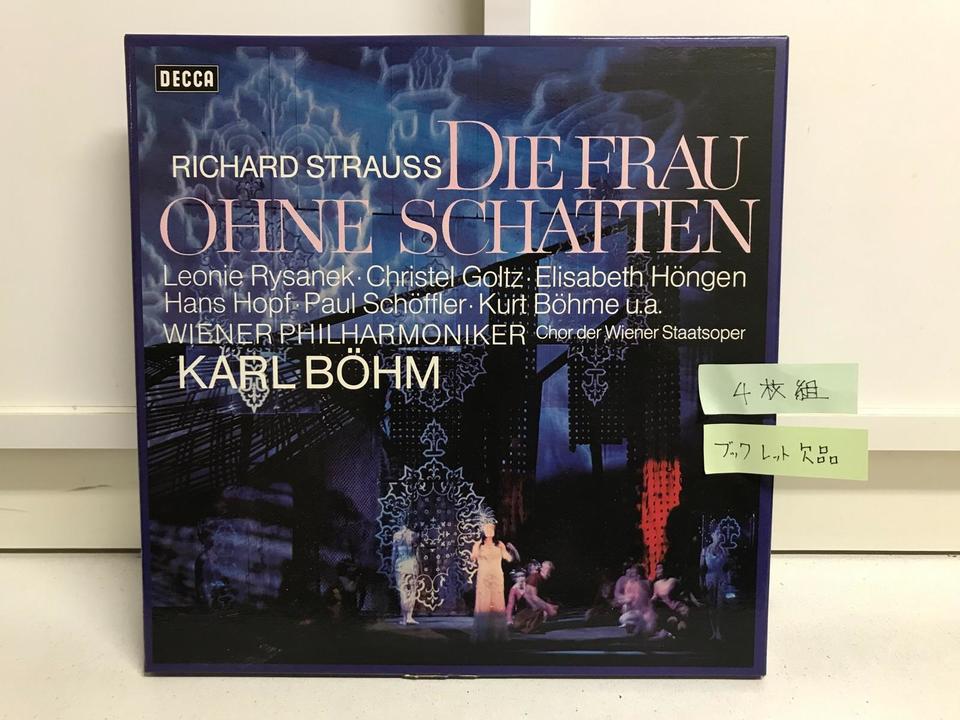 DECCA
RICHARD STRAUSS DIE FRAU
OHNE SCHATTEN
Leonie Rysanek · Christel Goltz · Elisabeth Höngen
Hans Hopf · Paul Schöffler · Kurt Böhme u.a.
WIENER PHILHARMONIKER Chor der Wiener Staatsoper
KARL BÖHM
4枚組
ブックレット欠品